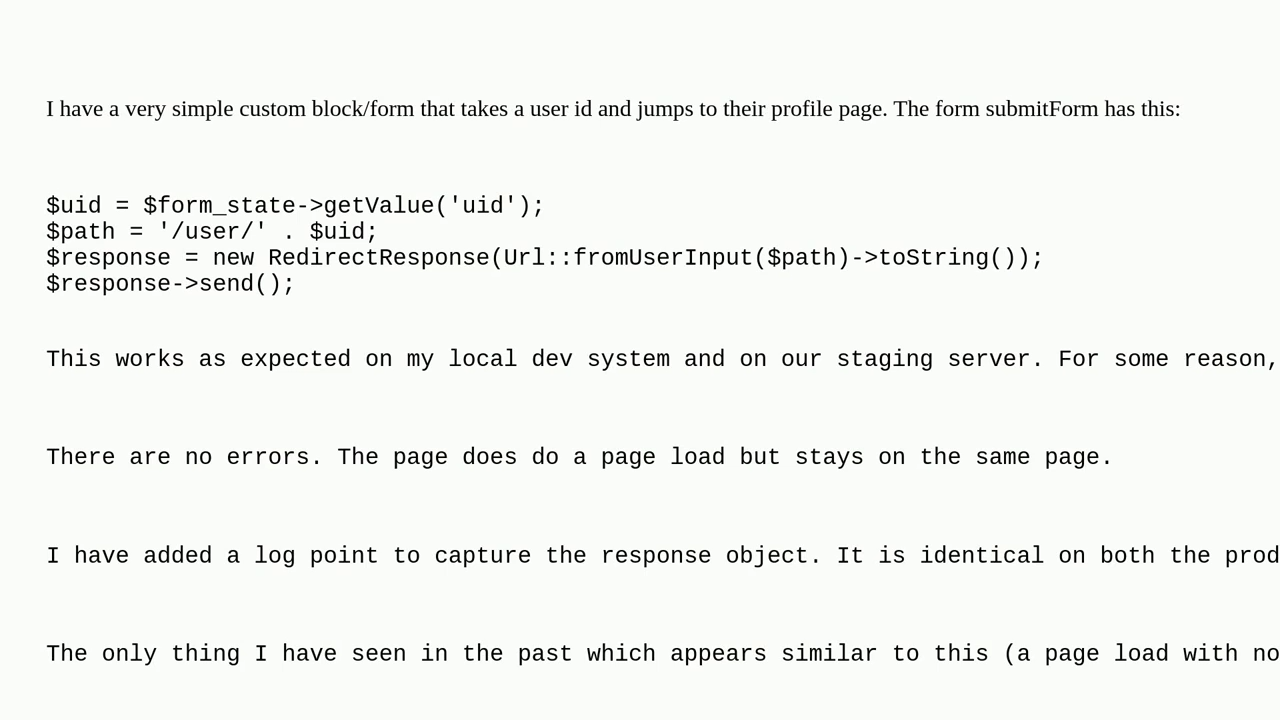 I have a very simple custom block/form that takes a user id and jumps to their profile page. The form submitForm has this:
$uid = $form_state->getValue('uid');
$path = '/user/' . $uid;
$response = new RedirectResponse(Url::fromUserInput($path)->toString());
$response->send();
This works as expected on my local dev system and on our staging server. For some reason,
There are no errors. The page does do a page load but stays on the same page.
I have added a log point to capture the response object. It is identical on both the prod
The only thing I have seen in the past which appears similar to this (a page load with no